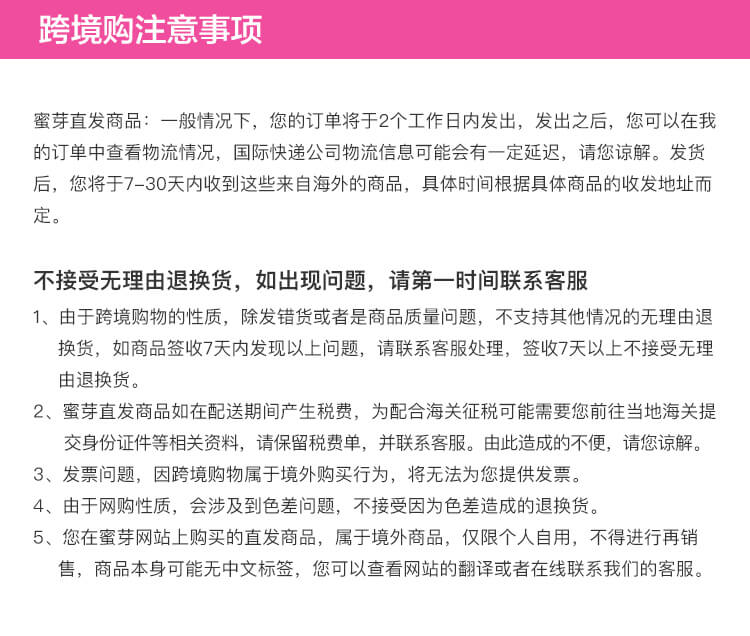 跨境购注意事项
蜜芽直发商品：一般情况下，您的订单将于2个工作日内发出，发出之后，您可以在我
的订单中查看物流情况，国际快递公司物流信息可能会有一定延迟，请您谅解。发货
后，您将于7-30天内收到这些来自海外的商品，具体时间根据具体商品的收发地址而
定。
不接受无理由退换货，如出现问题，请第一时间联系客服
1、由于跨境购物的性质，除发错货或者是商品质量问题，不支持其他情况的无理由退
换货，如商品签收7天内发现以上问题，请联系客服处理，签收7天以上不接受无理
由退换货。
2、蜜芽直发商品如在配送期间产生税费，为配合海关征税可能需要您前往当地海关提
交身份证件等相关资料，请保留税费单，并联系客服。由此造成的不便，请您谅解。
3、发票问题，因跨境购物属于境外购买行为，将无法为您提供发票。
4、由于网购性质，会涉及到色差问题，不接受因为色差造成的退换货。
5、您在蜜芽网站上购买的直发商品，属于境外商品，仅限个人自用，不得进行再销
售，商品本身可能无中文标签，您可以查看网站的翻译或者在线联系我们的客服。